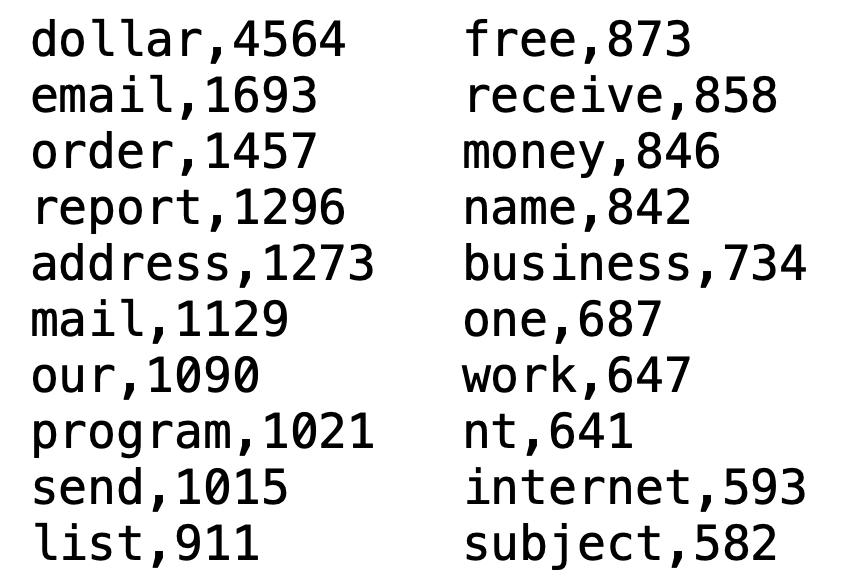 dollar,4564
email,1693
order,1457
report,1296
address,1273
mail,1129
our,1090
program,1021
send,1015
list,911
free,873
receive,858
money,846
name,842
business,734
one,687
work,647
nt,641
internet,593
subject,582